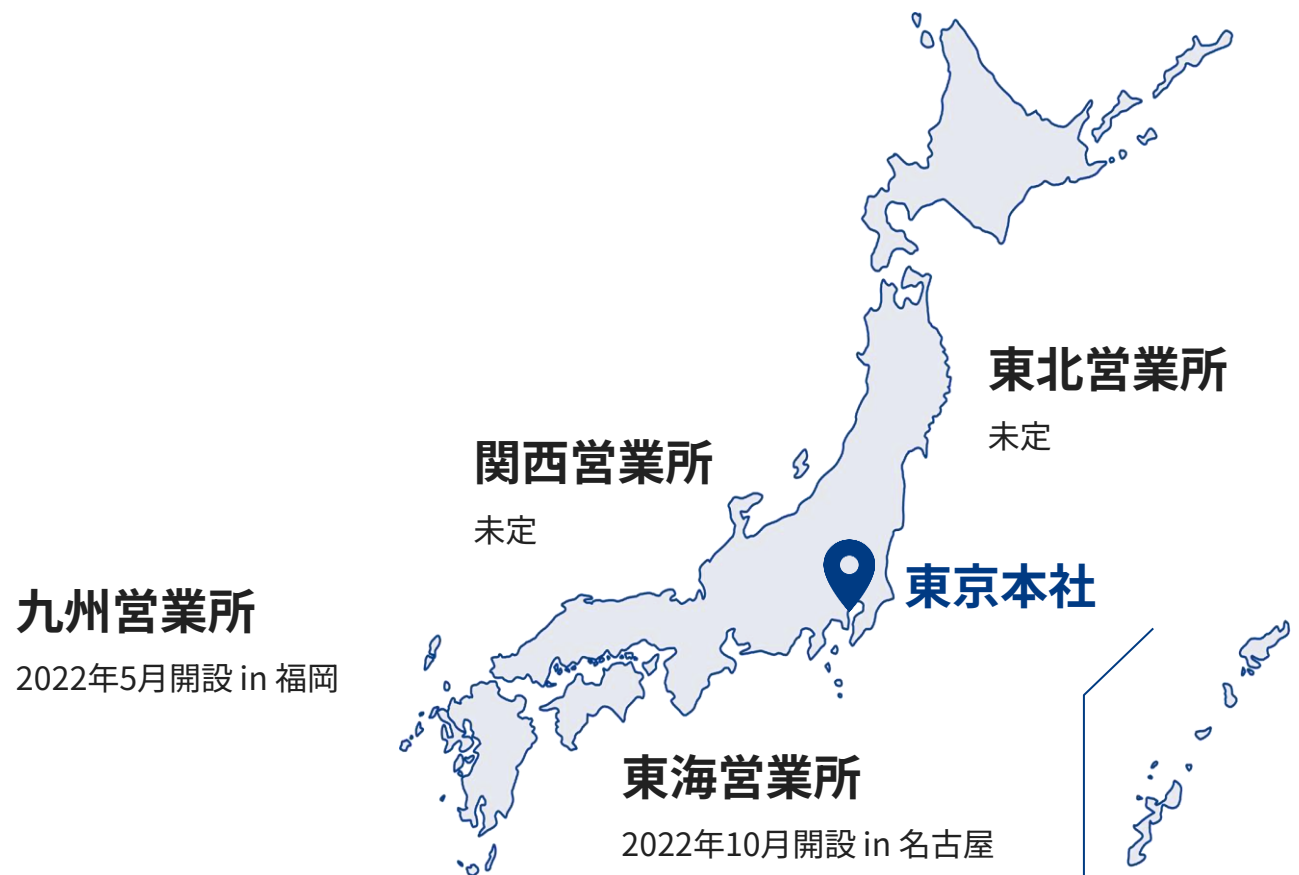 東北営業所
未定
関西営業所
未定
東京本社
九州営業所
2022年5月開設 in 福岡
東海営業所
2022年10月開設 in 名古屋